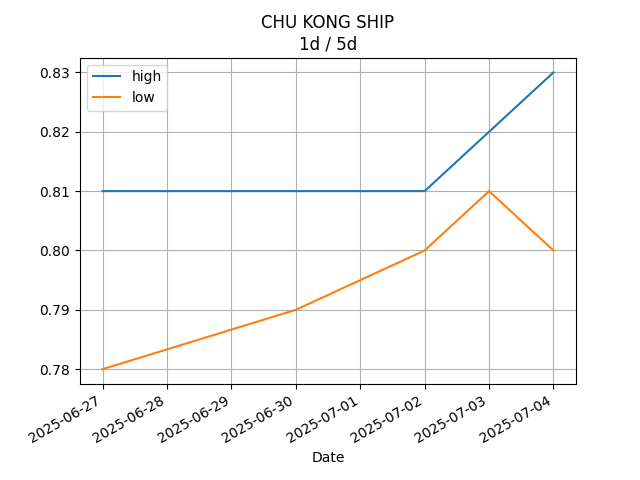 CHU KONG SHIP
1d / 5d
high
low
0.83
0.82
0.81
0.80
0.79
0.78
2025-06-27
2025-06-28
2025-06-29
2025-06-30
2025-07-01
2025-07-02
2025-07-03
2025-07-04
Date